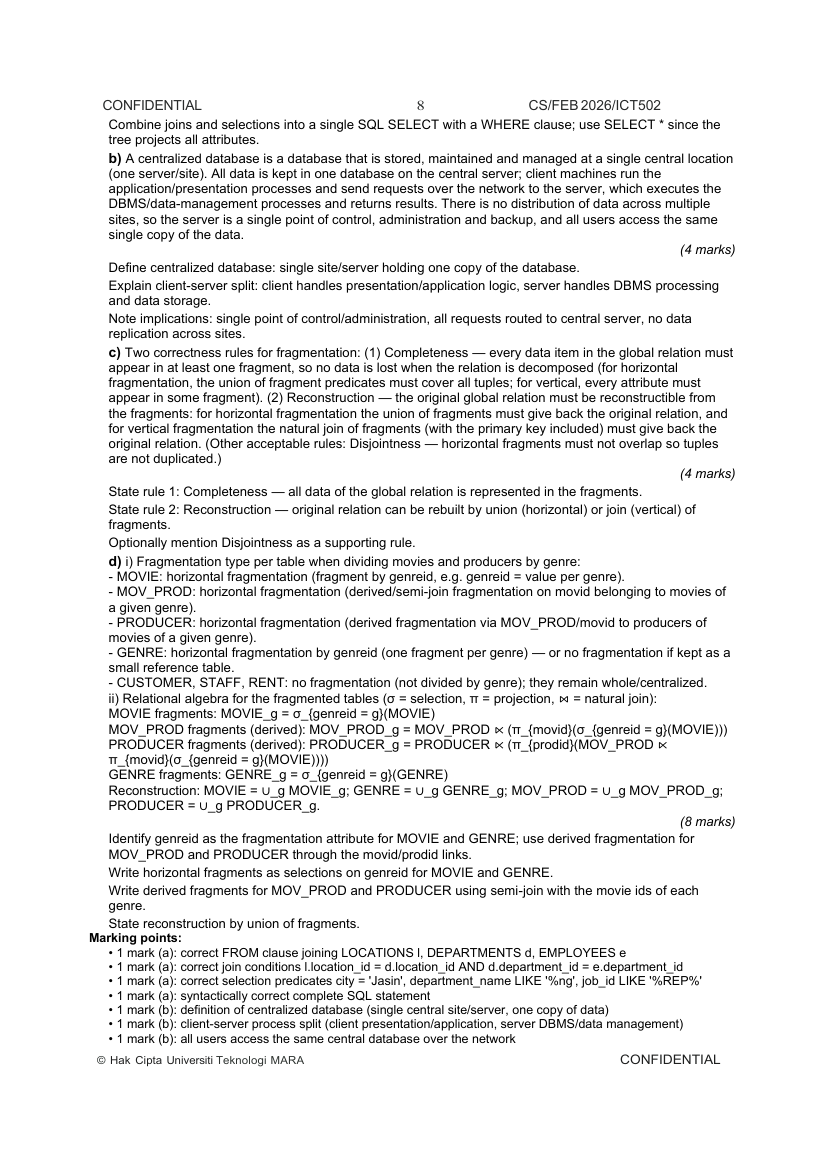 CONFIDENTIAL 8 CS/FEB 2026/ICT502
Combine joins and selections into a single SQL SELECT with a WHERE clause; use SELECT * since the
tree projects all attributes.
b) A centralized database is a database that is stored, maintained and managed at a single central location
(one server/site). All data is kept in one database on the central server; client machines run the
application/presentation processes and send requests over the network to the server, which executes the
DBMS/data-management processes and returns results. There is no distribution of data across multiple
sites, so the server is a single point of control, administration and backup, and all users access the same
single copy of the data.
(4 marks)
Define centralized database: single site/server holding one copy of the database.
Explain client-server split: client handles presentation/application logic, server handles DBMS processing
and data storage.
Note implications: single point of control/administration, all requests routed to central server, no data
replication across sites.
c) Two correctness rules for fragmentation: (1) Completeness — every data item in the global relation must
appear in at least one fragment, so no data is lost when the relation is decomposed (for horizontal
fragmentation, the union of fragment predicates must cover all tuples; for vertical, every attribute must
appear in some fragment). (2) Reconstruction — the original global relation must be reconstructible from
the fragments: for horizontal fragmentation the union of fragments must give back the original relation, and
for vertical fragmentation the natural join of fragments (with the primary key included) must give back the
original relation. (Other acceptable rules: Disjointness — horizontal fragments must not overlap so tuples
are not duplicated.)
(4 marks)
State rule 1: Completeness — all data of the global relation is represented in the fragments.
State rule 2: Reconstruction — original relation can be rebuilt by union (horizontal) or join (vertical) of
fragments.
Optionally mention Disjointness as a supporting rule.
d) i) Fragmentation type per table when dividing movies and producers by genre:
- MOVIE: horizontal fragmentation (fragment by genreid, e.g. genreid = value per genre).
- MOV_PROD: horizontal fragmentation (derived/semi-join fragmentation on movid belonging to movies of
a given genre).
- PRODUCER: horizontal fragmentation (derived fragmentation via MOV_PROD/movid to producers of
movies of a given genre).
- GENRE: horizontal fragmentation by genreid (one fragment per genre) — or no fragmentation if kept as a
small reference table.
- CUSTOMER, STAFF, RENT: no fragmentation (not divided by genre); they remain whole/centralized.
ii) Relational algebra for the fragmented tables (σ = selection, π = projection, ⋈ = natural join):
MOVIE fragments: MOVIE_g = σ_{genreid = g}(MOVIE)
MOV_PROD fragments (derived): MOV_PROD_g = MOV_PROD ⋉ (π_{movid}(σ_{genreid = g}(MOVIE)))
PRODUCER fragments (derived): PRODUCER_g = PRODUCER ⋉ (π_{prodid}(MOV_PROD ⋉
π_{movid}(σ_{genreid = g}(MOVIE))))
GENRE fragments: GENRE_g = σ_{genreid = g}(GENRE)
Reconstruction: MOVIE = ∪_g MOVIE_g; GENRE = ∪_g GENRE_g; MOV_PROD = ∪_g MOV_PROD_g;
PRODUCER = ∪_g PRODUCER_g.
(8 marks)
Identify genreid as the fragmentation attribute for MOVIE and GENRE; use derived fragmentation for
MOV_PROD and PRODUCER through the movid/prodid links.
Write horizontal fragments as selections on genreid for MOVIE and GENRE.
Write derived fragments for MOV_PROD and PRODUCER using semi-join with the movie ids of each
genre.
State reconstruction by union of fragments.
Marking points:
• 1 mark (a): correct FROM clause joining LOCATIONS l, DEPARTMENTS d, EMPLOYEES e
• 1 mark (a): correct join conditions l.location_id = d.location_id AND d.department_id = e.department_id
• 1 mark (a): correct selection predicates city = 'Jasin', department_name LIKE '%ng', job_id LIKE '%REP%'
• 1 mark (a): syntactically correct complete SQL statement
• 1 mark (b): definition of centralized database (single central site/server, one copy of data)
• 1 mark (b): client-server process split (client presentation/application, server DBMS/data management)
• 1 mark (b): all users access the same central database over the network
© Hak Cipta Universiti Teknologi MARA CONFIDENTIAL